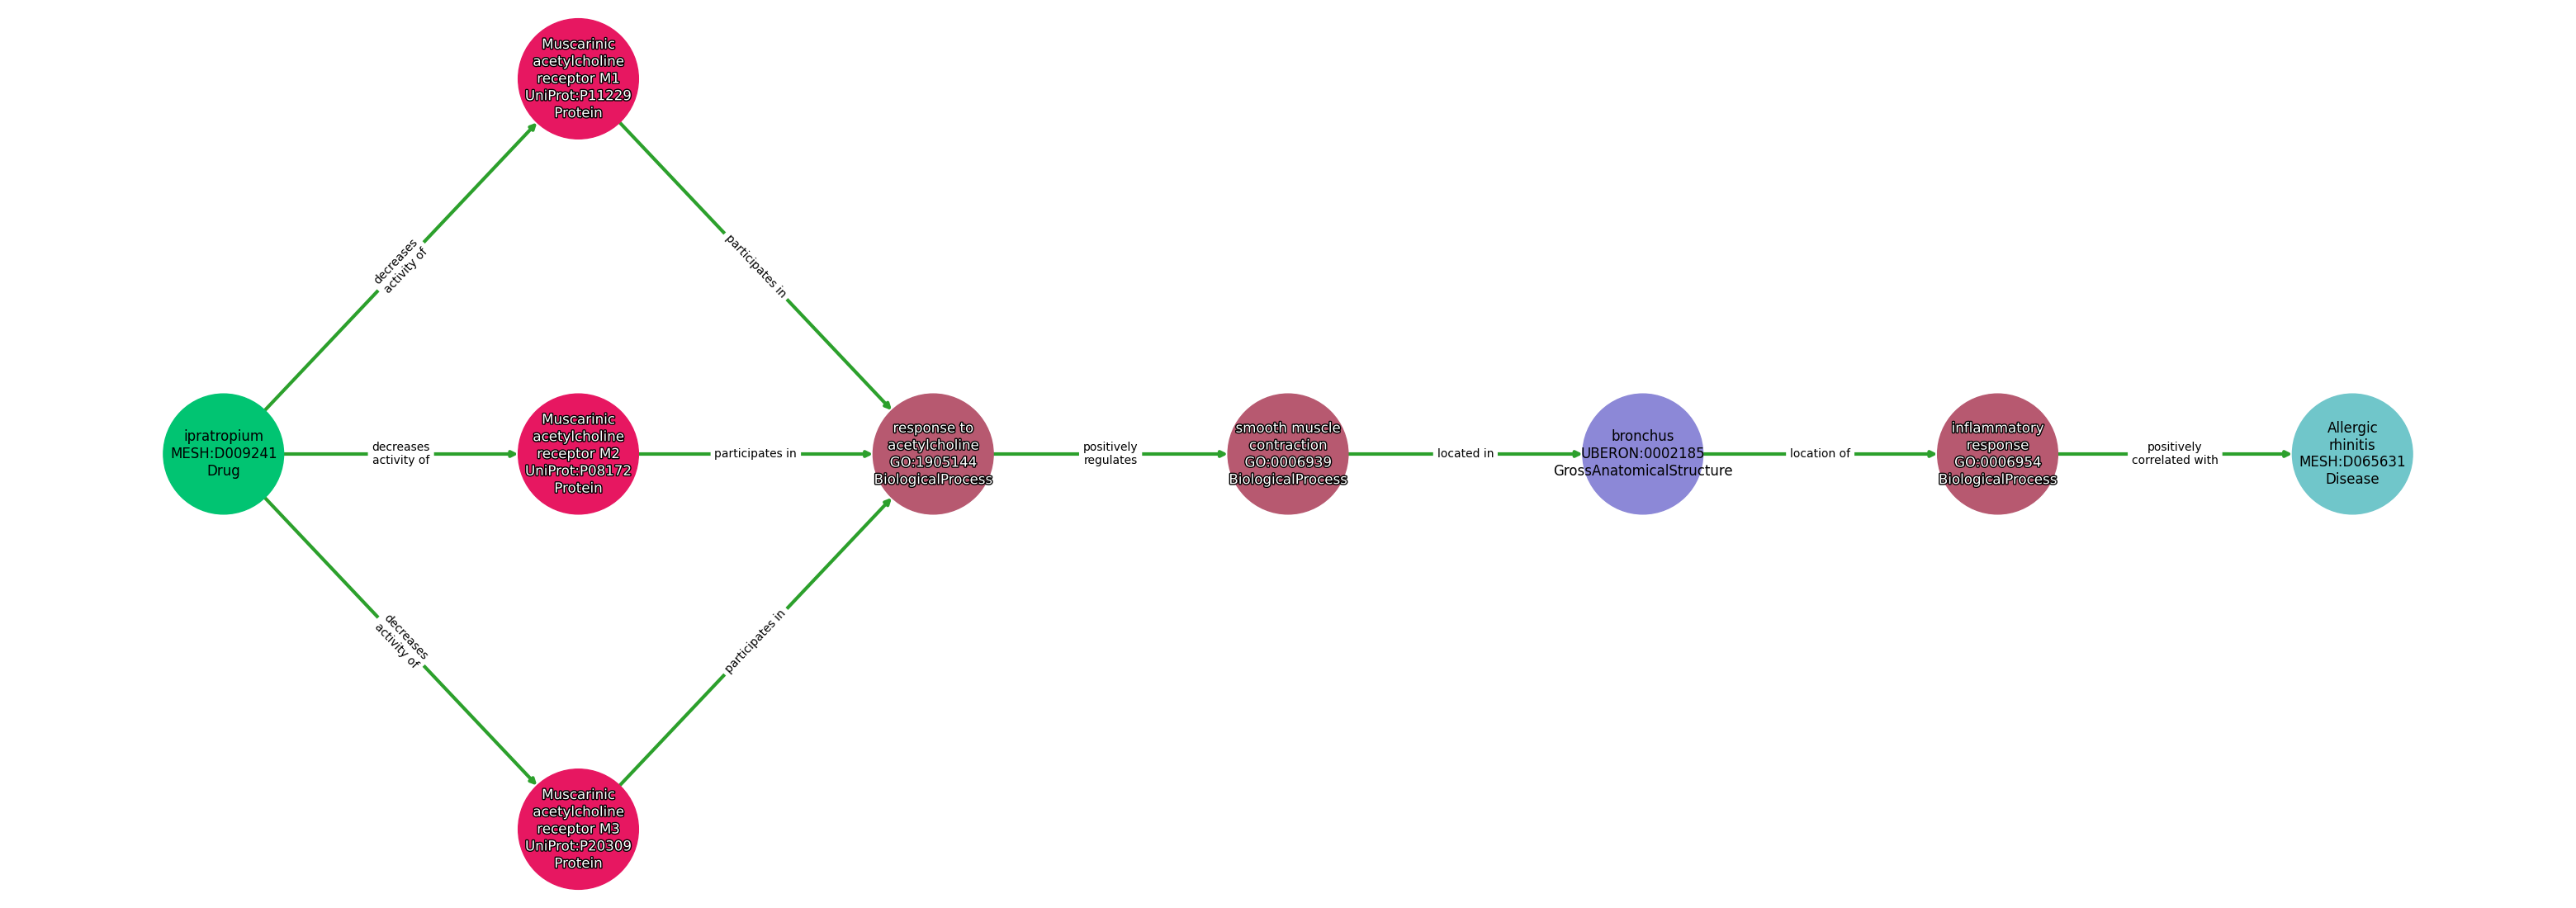 Muscarinic
acetylcholine
receptor M1
UniProt:P11229
Protein
decreases
activity of
participates in
ipratropium
MESH:D009241
Drug
decreases
activity of
Muscarinic
acetylcholine
receptor M2
UniProt:P08172
Protein
participates in
response to
acetylcholine
GO:1905144
BiologicalProcess
positively
regulates
smooth muscle
contraction
GO:0006939
BiologicalProcess
located in
bronchus
UBERON:0002185
GrossAnatomicalStructure
location of
inflammatory
response
GO:0006954
BiologicalProcess
positively
correlated with
Allergic
rhinitis
MESH:D065631
Disease
decreases
activity of
participates in
Muscarinic
acetylcholine
receptor M3
UniProt:P20309
Protein